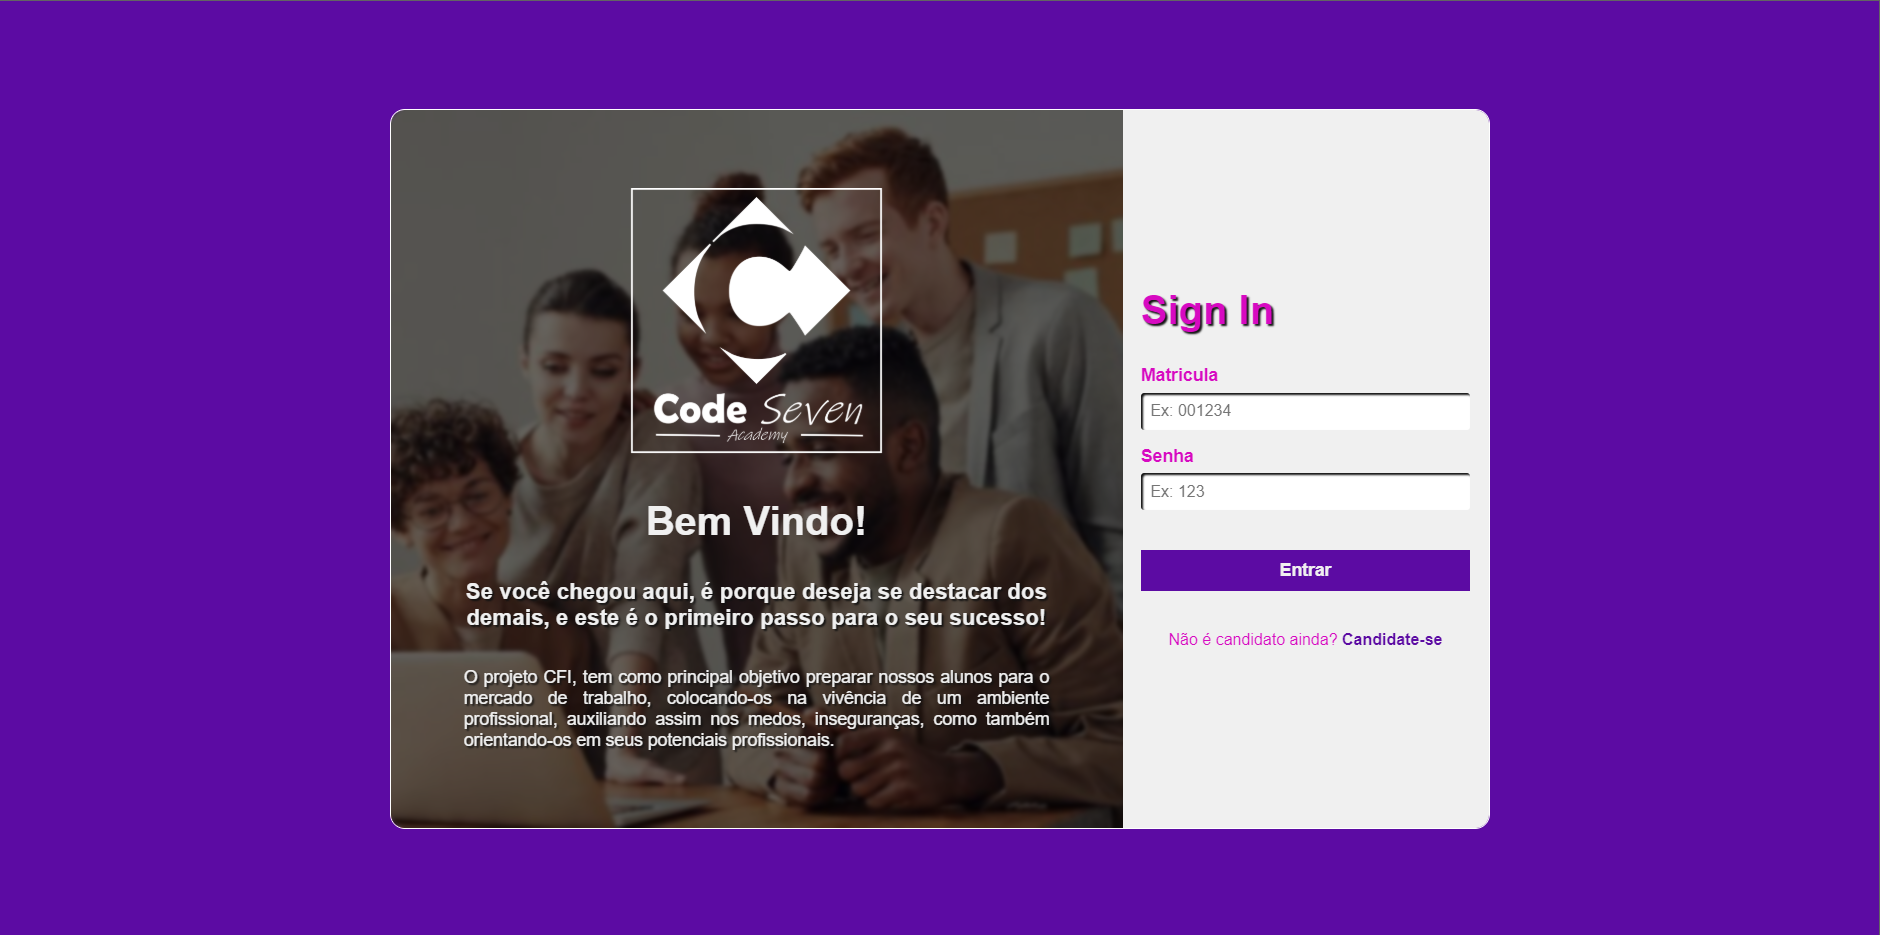 Code Seven
Academy
Bem Vindo!
Se você chegou aqui, é porque deseja se destacar dos
demais, e este é o primeiro passo para o seu sucesso!
O projeto CFI, tem como principal objetivo preparar nossos alunos para o
mercado de trabalho, colocando-os na vivência de um ambiente
profissional, auxiliando assim nos medos, inseguranças, como também
orientando-os em seus potenciais profissionais.
Sign In
Matricula
Ex: 001234
Senha
Ex: 123
Entrar
Não é candidato ainda? Candidate-se